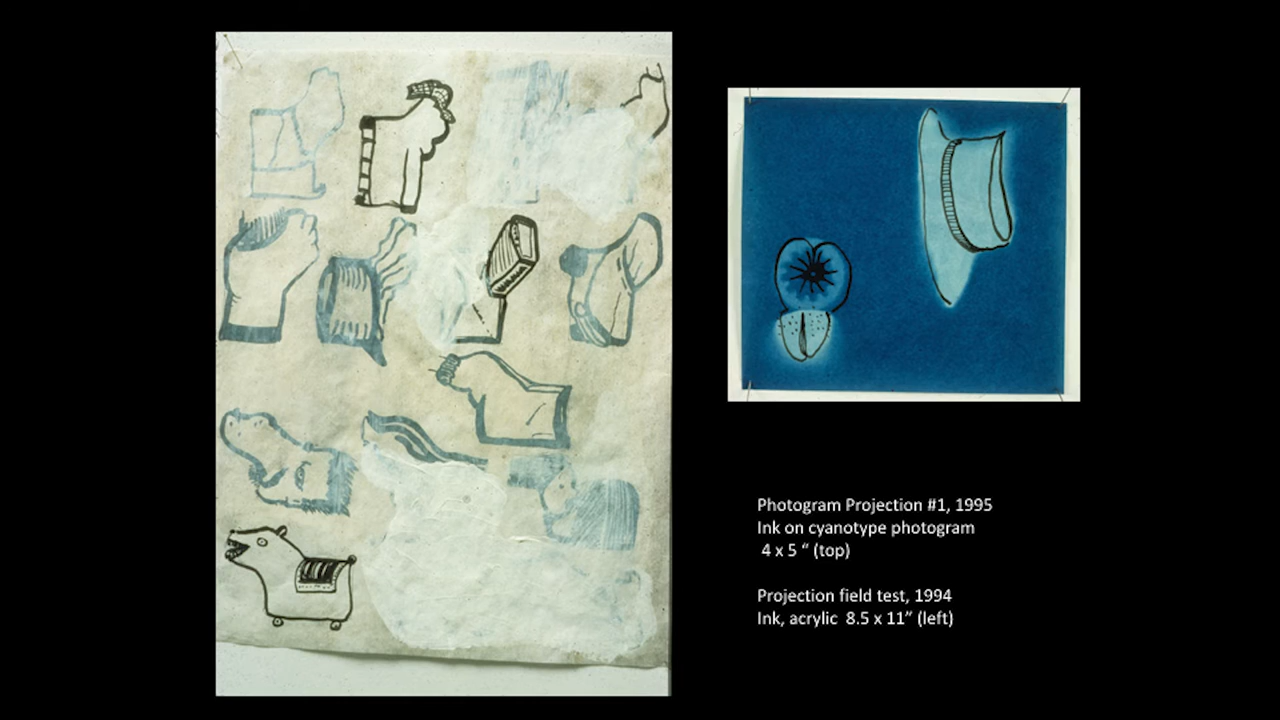 Photogram Projection #1, 1995
Ink on cyanotype photogram
4 x 5 “ (top)
Projection field test, 1994
Ink, acrylic  8.5 x 11” (left)